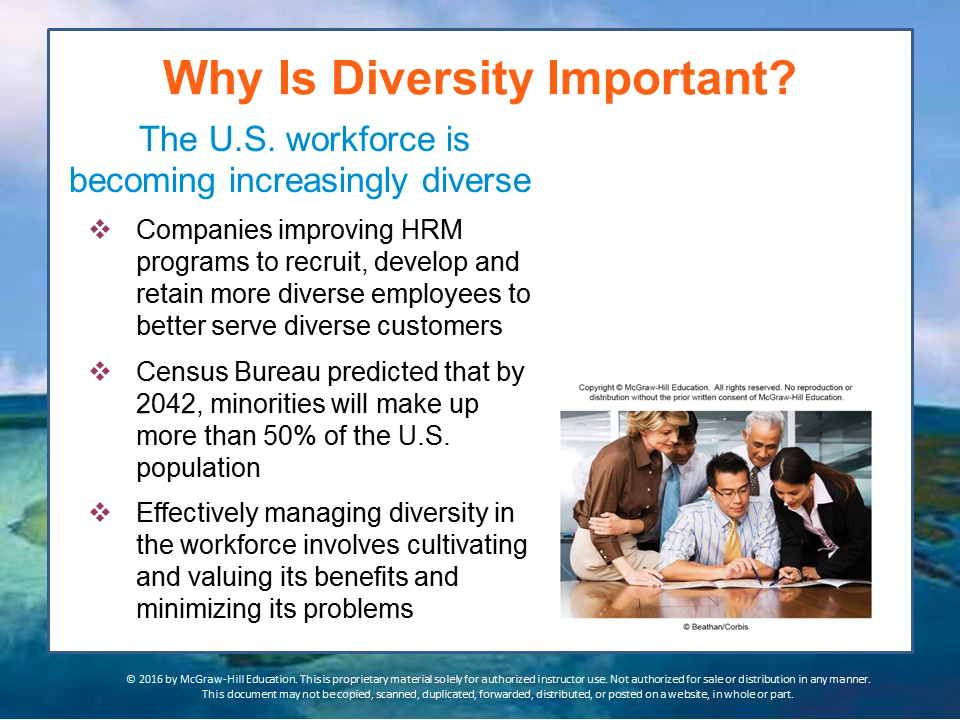 Why Is Diversity Important?
The U.S. workforce is
becoming increasingly diverse
❖ Companies improving HRM
programs to recruit, develop and
retain more diverse employees to
better serve diverse customers
❖ Census Bureau predicted that by
2042, minorities will make up
more than 50% of the U.S.
population
❖ Effectively managing diversity in
the workforce involves cultivating
and valuing its benefits and
minimizing its problems
Copyright © McGraw-Hill Education. All rights reserved. No reproduction or
distribution without the prior written consent of McGraw-Hill Education.
© Beathan/Corbis
© 2016 by McGraw-Hill Education. This is proprietary material solely for authorized instructor use. Not authorized for sale or distribution in any manner.
This document may not be copied, scanned, duplicated, forwarded, distributed, or posted on a website, in whole or part.